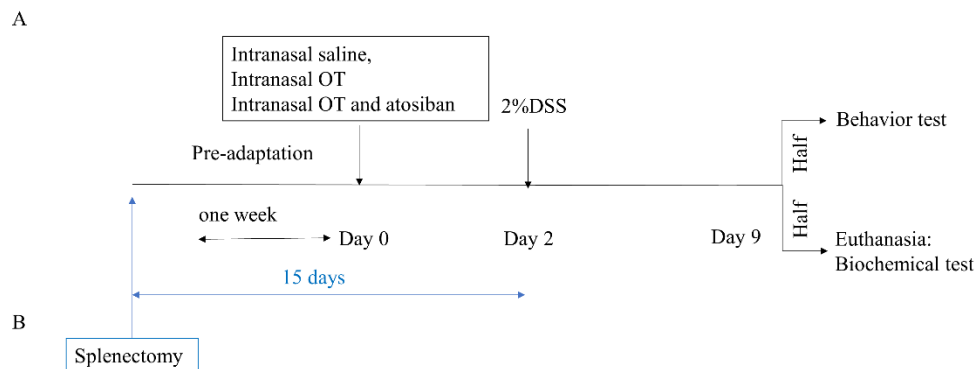 A
Intranasal saline,
Intranasal OT
Intranasal OT and atosiban
2%DSS
Behavior test
Pre-adaptation
Half
one week
Day 0
Day 2
Day 9
Half
Euthanasia:
Biochemical test
15 days
B
Splenectomy